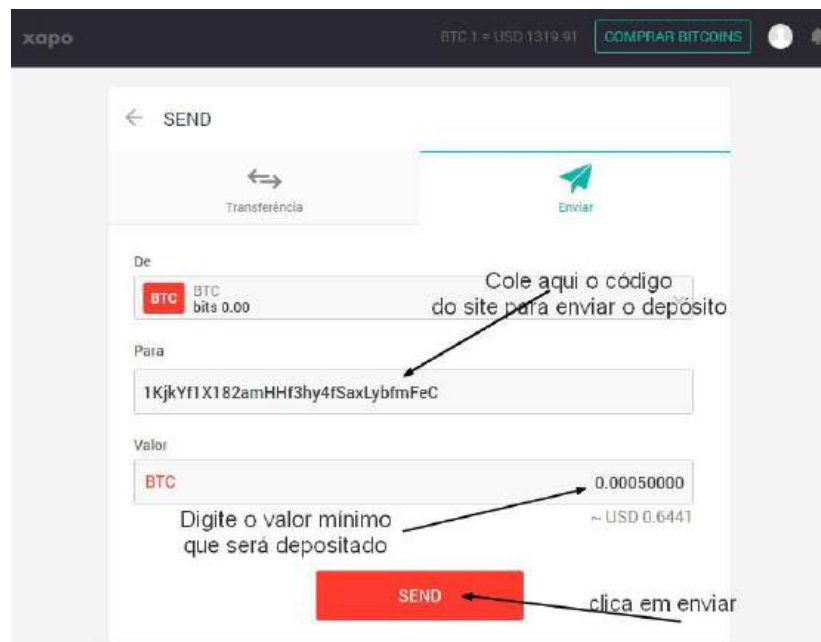 xapo
BTC 1 = USD 1319.91
COMPRAR BITCOINS
SEND
Transferência
Enviar
De
BTC
BTC
bits 0.00
Cole aqui o código
do site para enviar o depósito
Para
1KjkYf1X182amHHf3hy4fSaxLybfmFeC
Valor
BTC
0.00050000
~ USD 0.6441
Digite o valor mínimo
que será depositado
SEND
clica em enviar